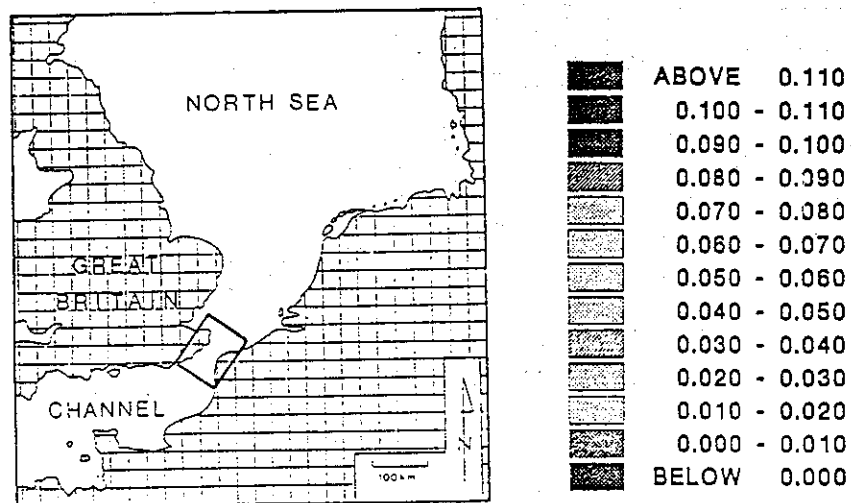 NORTH SEA
GREAT
BRITAIN
CHANNEL
N
100 km
ABOVE 0.110
0.100 - 0.110
0.090 - 0.100
0.080 - 0.090
0.070 - 0.080
0.060 - 0.070
0.050 - 0.060
0.040 - 0.050
0.030 - 0.040
0.020 - 0.030
0.010 - 0.020
0.000 - 0.010
BELOW 0.000